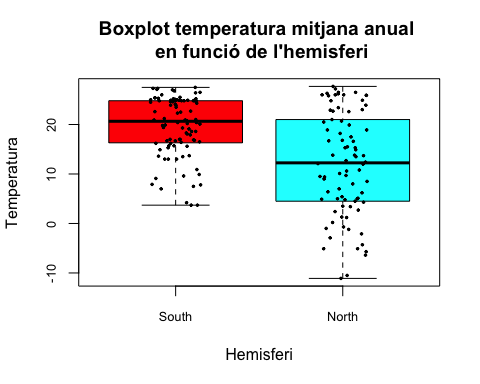 Boxplot temperatura mitjana anual
en funció de l'hemisferi
Temperatura
20
10
0
-10
South
North
Hemisferi